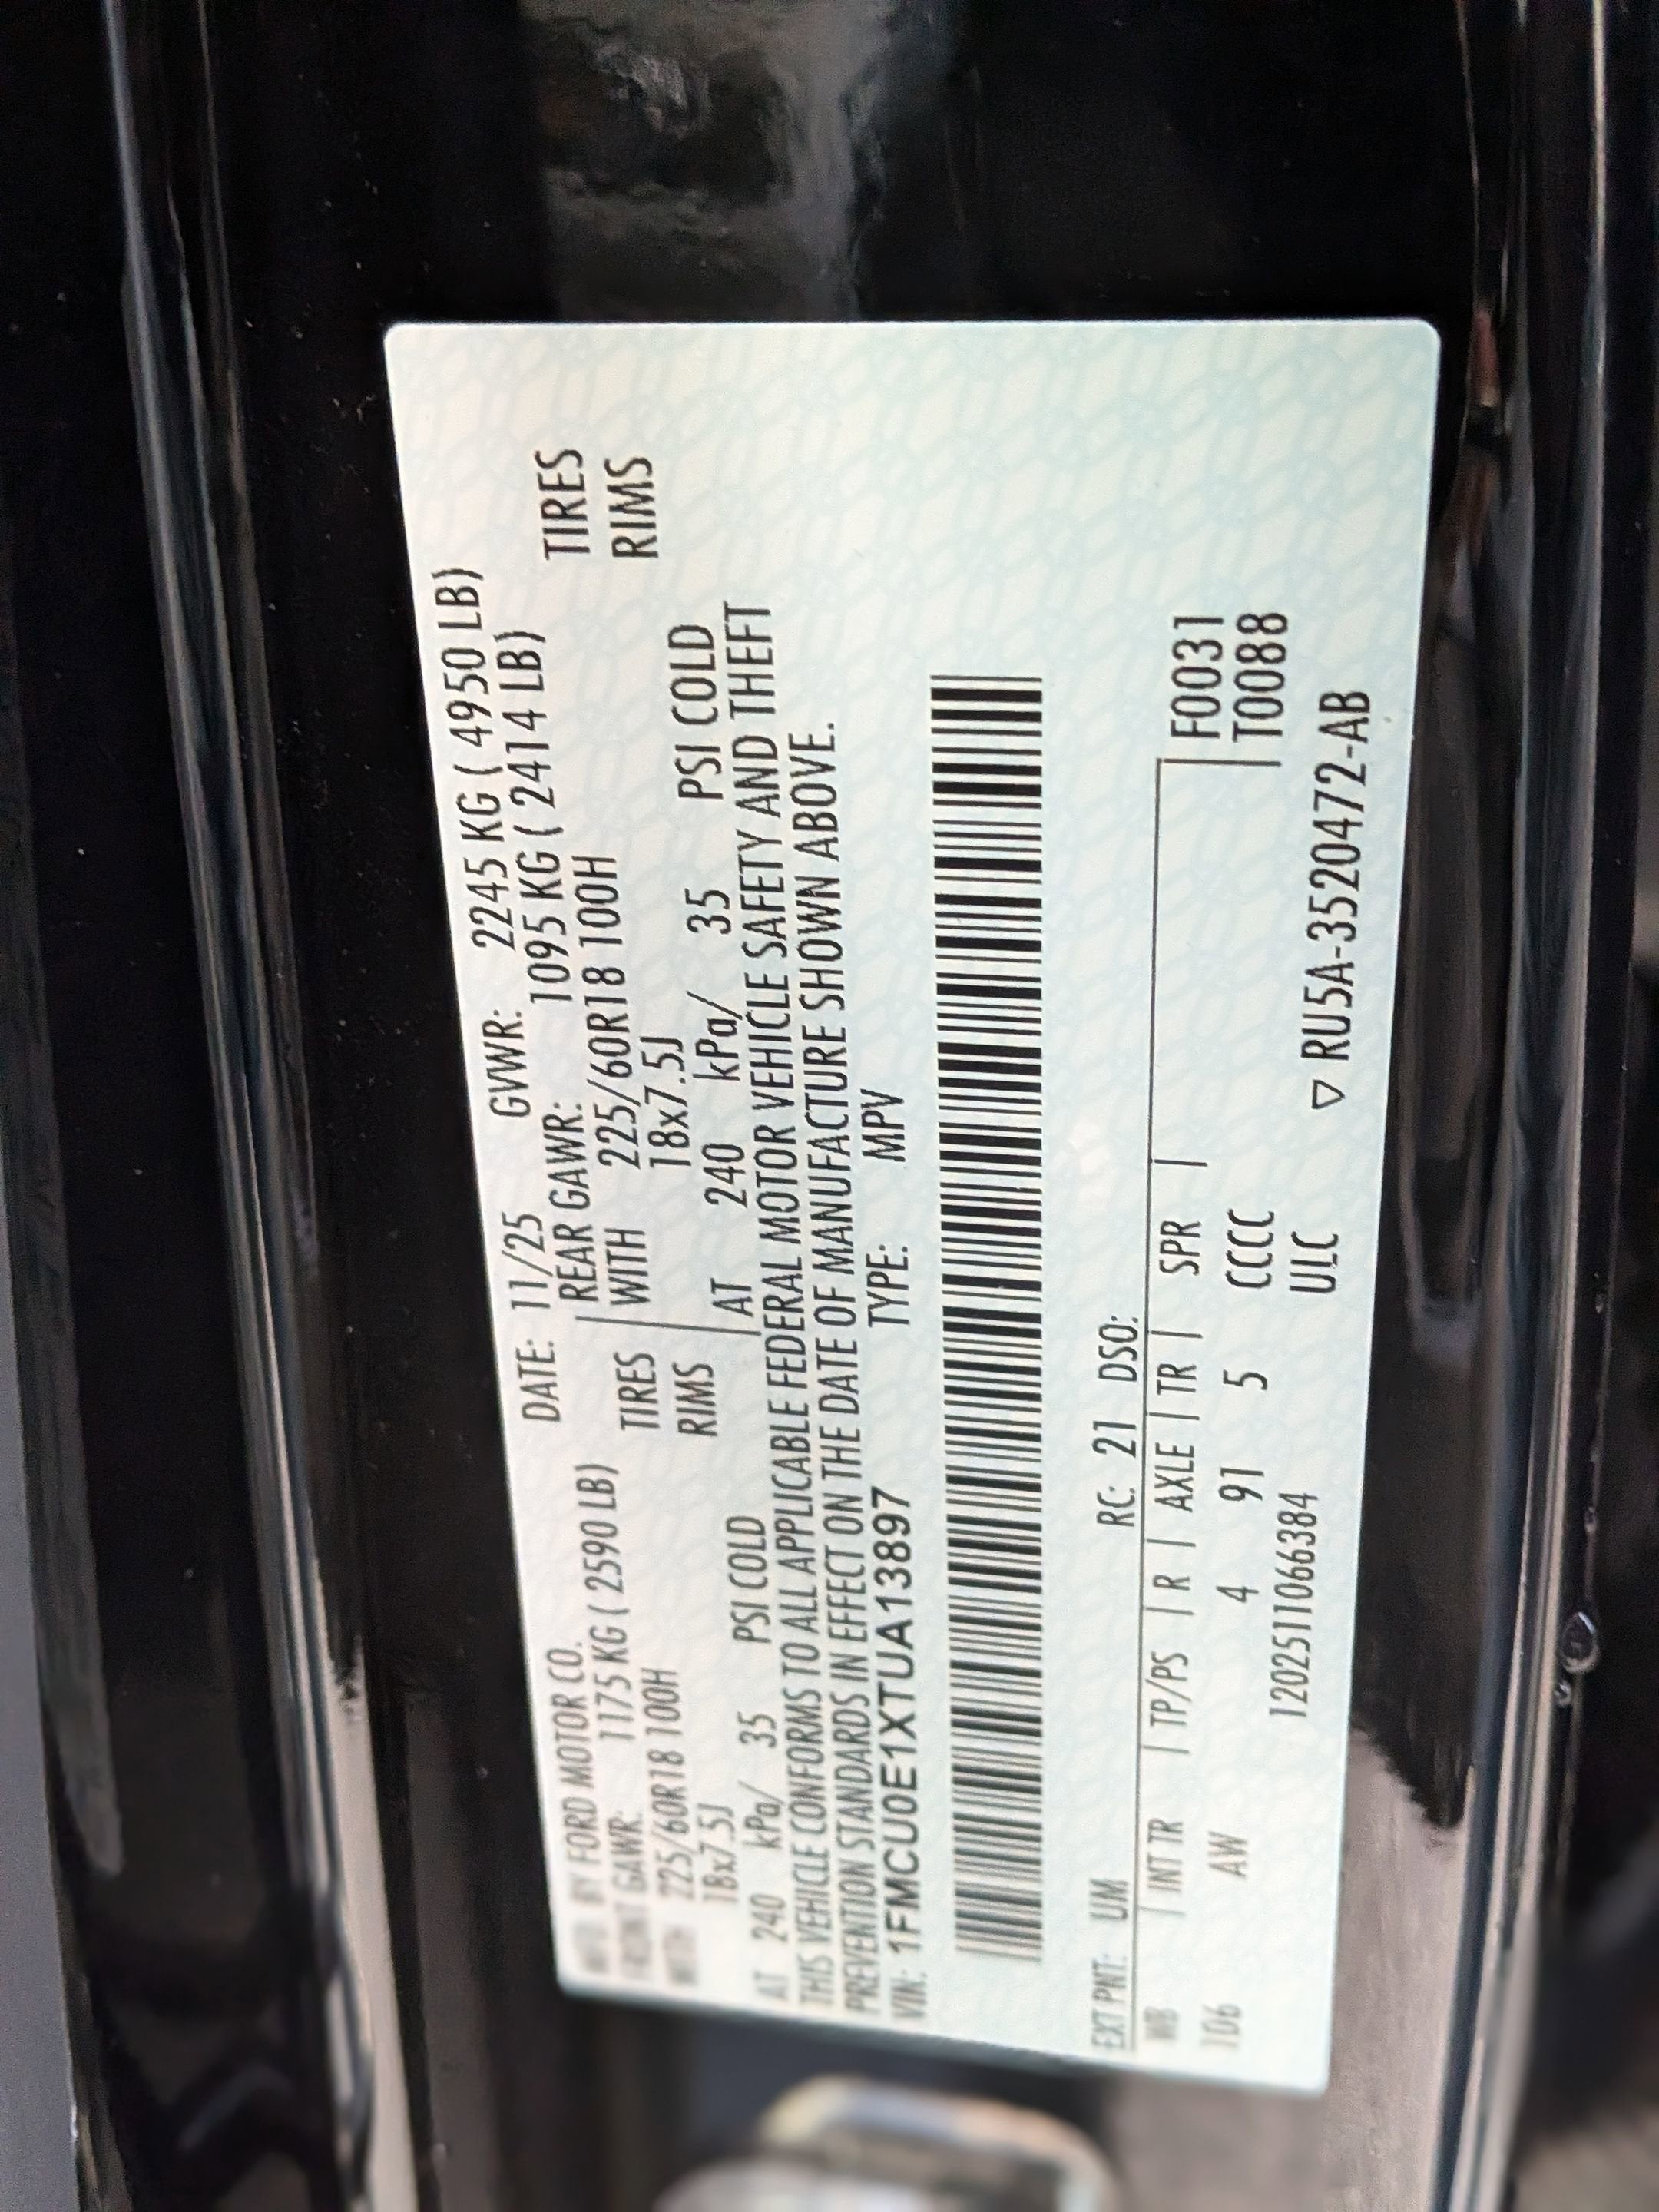 MFD. BY FORD MOTOR CO. DATE: 11/25 GVWR: 2245 KG ( 4950 LB)
FRONT GAWR: 1175 KG ( 2590 LB) REAR GAWR: 1095 KG ( 2414 LB)
WITH 225/60R18 100H TIRES WITH 225/60R18 100H TIRES
18x7.5J RIMS 18x7.5J RIMS
AT 240 kPa/ 35 PSI COLD AT 240 kPa/ 35 PSI COLD
THIS VEHICLE CONFORMS TO ALL APPLICABLE FEDERAL MOTOR VEHICLE SAFETY AND THEFT
PREVENTION STANDARDS IN EFFECT ON THE DATE OF MANUFACTURE SHOWN ABOVE.
VIN: 1FMCU0E1XTUA13897 TYPE: MPV
EXT PNT: UM RC: 21 DSO:
WB | INT TR | TP/PS | R | AXLE | TR | SPR | F0031
106 AW 4 91 5 CCCC T0088
1202511066384 ULC
▽ RU5A-3520472-AB